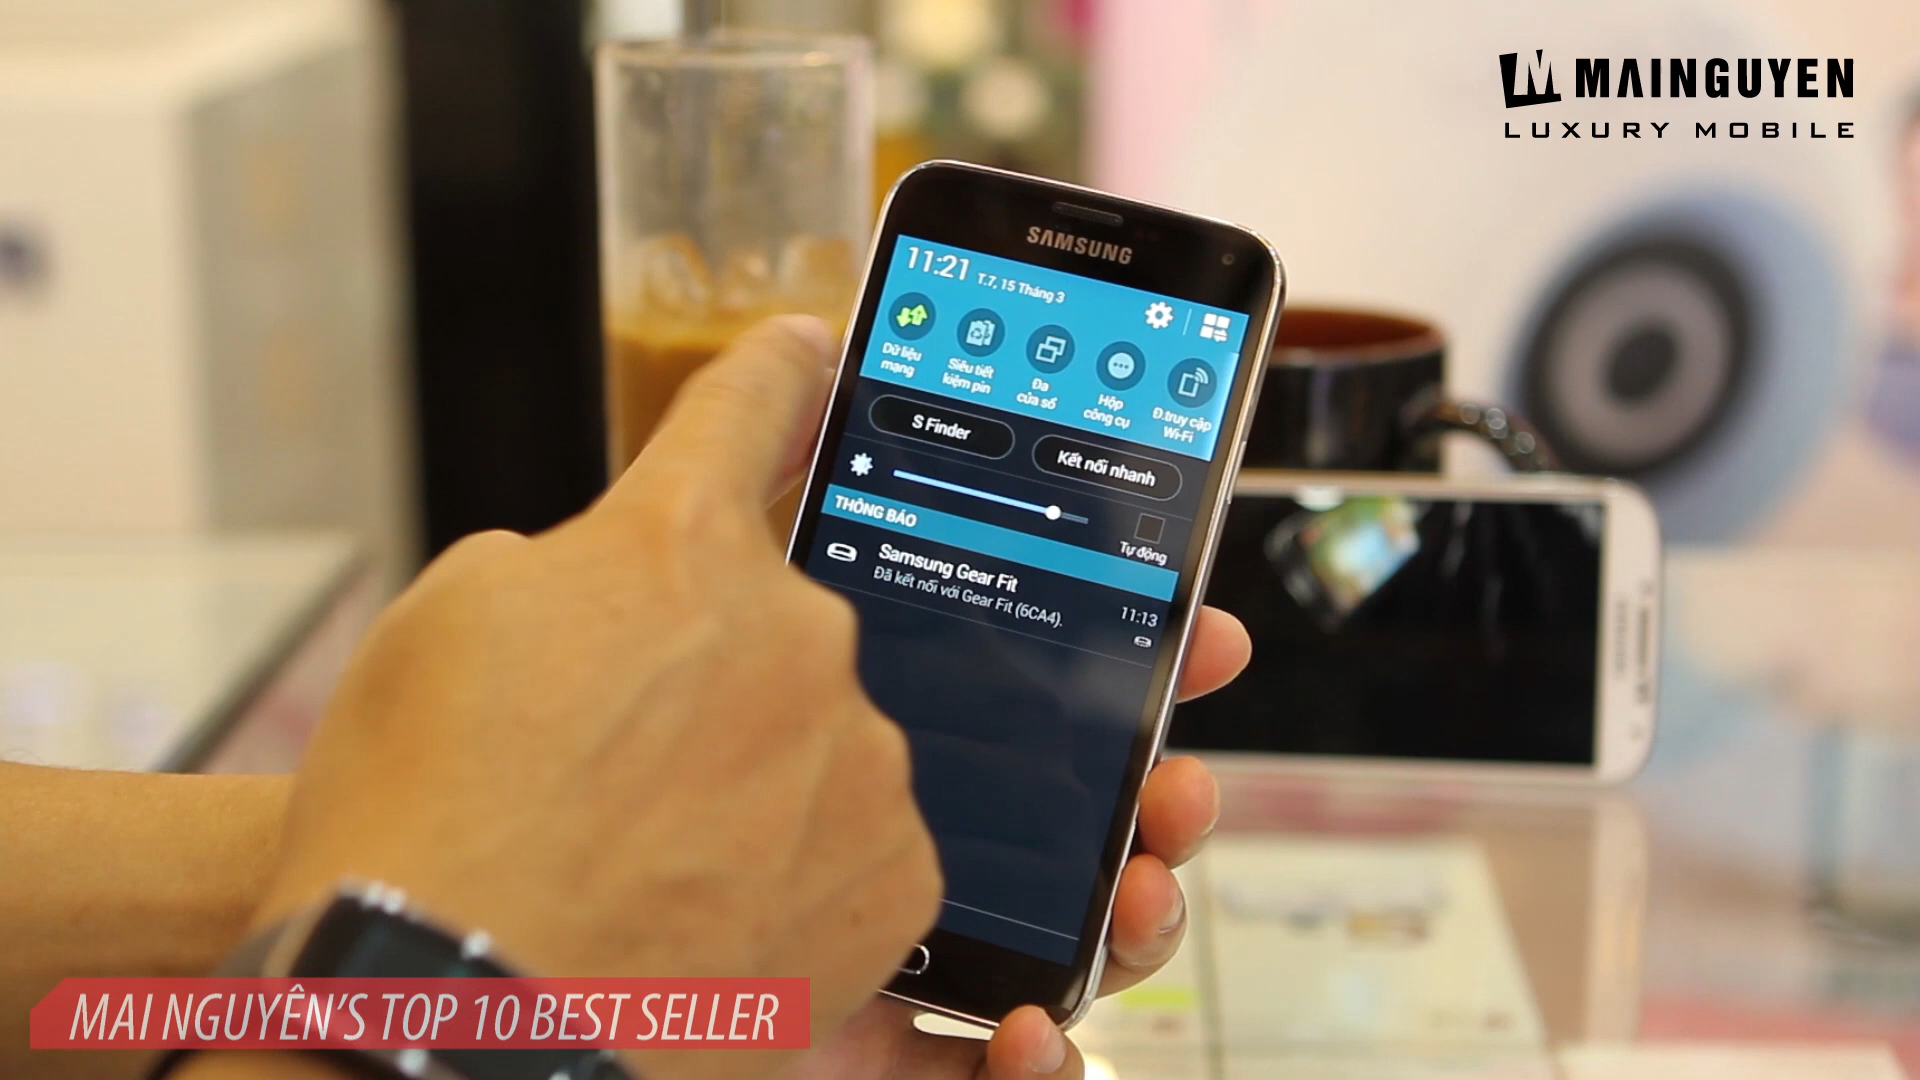 MAINGUYEN
LUXURY MOBILE
SAMSUNG
11:21 T.7, 15 Tháng 3
Dữ liệu mạng
Siêu tiết kiệm pin
Đa cửa sổ
Hộp công cụ
Đ.truy cập Wi-Fi
S Finder
Kết nối nhanh
Tự động
THÔNG BÁO
Samsung Gear Fit
Đã kết nối với Gear Fit (6CA4).
11:13
MAI NGUYÊN'S TOP 10 BEST SELLER